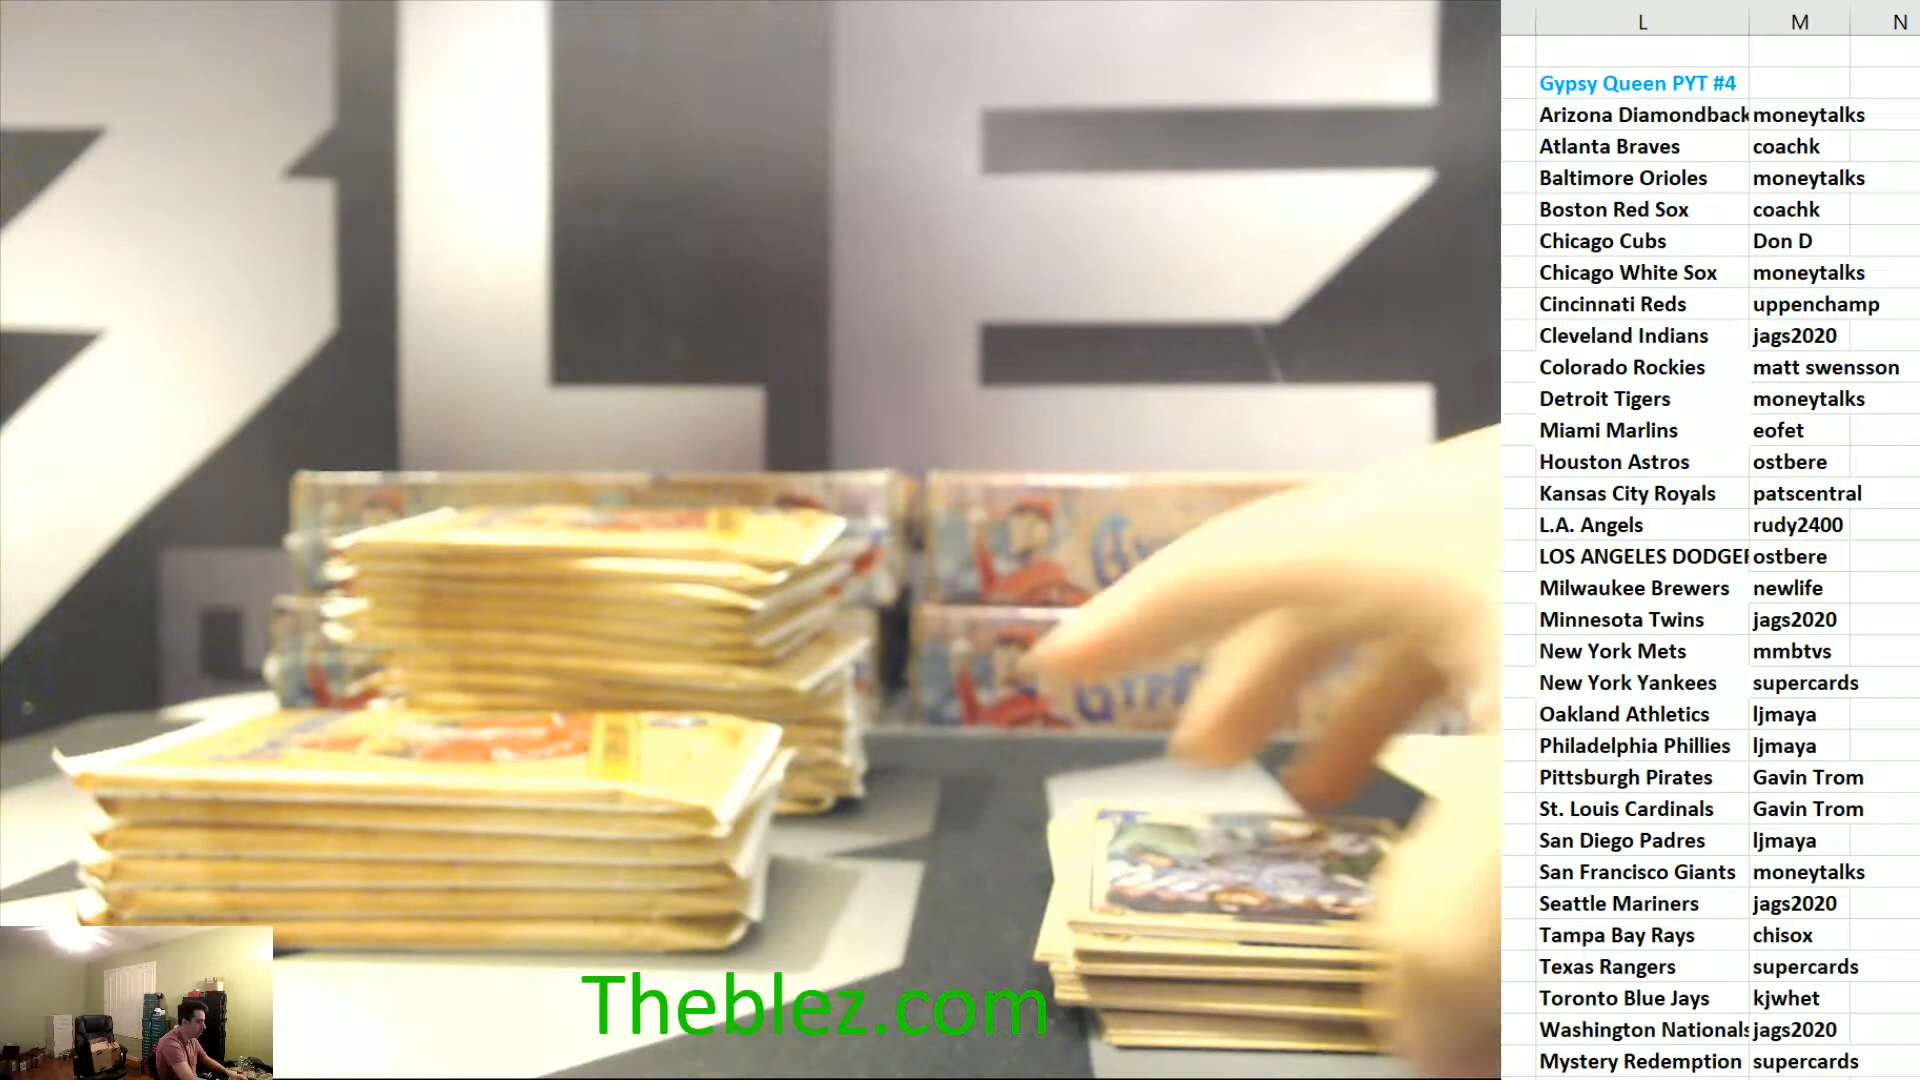 L M N
Gypsy Queen PYT #4
Arizona Diamondback moneytalks
Atlanta Braves coachk
Baltimore Orioles moneytalks
Boston Red Sox coachk
Chicago Cubs Don D
Chicago White Sox moneytalks
Cincinnati Reds uppenchamp
Cleveland Indians jags2020
Colorado Rockies matt swensson
Detroit Tigers moneytalks
Miami Marlins eofet
Houston Astros ostbere
Kansas City Royals patscentral
L.A. Angels rudy2400
LOS ANGELES DODGER ostbere
Milwaukee Brewers newlife
Minnesota Twins jags2020
New York Mets mmbtvs
New York Yankees supercards
Oakland Athletics ljmaya
Philadelphia Phillies ljmaya
Pittsburgh Pirates Gavin Trom
St. Louis Cardinals Gavin Trom
San Diego Padres ljmaya
San Francisco Giants moneytalks
Seattle Mariners jags2020
Tampa Bay Rays chisox
Texas Rangers supercards
Toronto Blue Jays kjwhet
Washington Nationals jags2020
Mystery Redemption supercards
BLE
Theblez.com